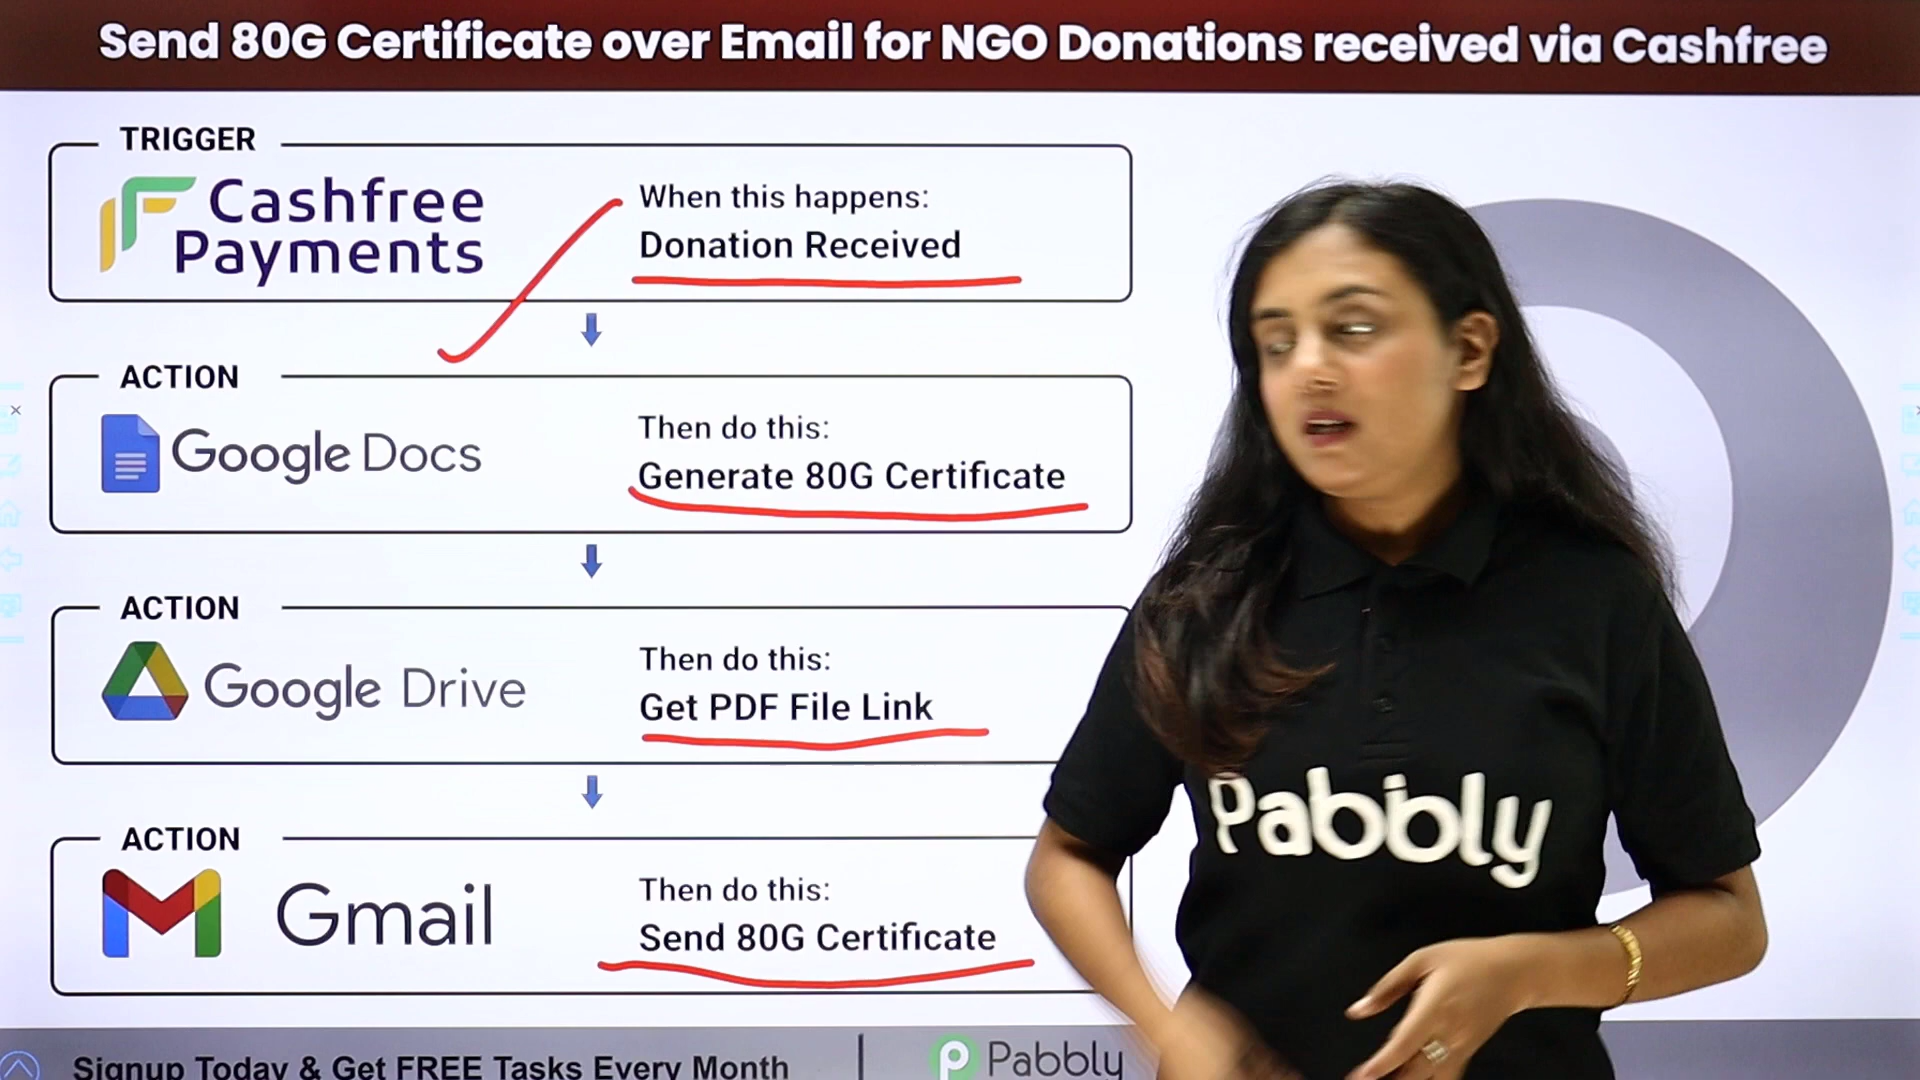 Send 80G Certificate over Email for NGO Donations received via Cashfree
TRIGGER
Cashfree
Payments
When this happens:
Donation Received
ACTION
Google Docs
Then do this:
Generate 80G Certificate
ACTION
Google Drive
Then do this:
Get PDF File Link
ACTION
Gmail
Then do this:
Send 80G Certificate
Pabbly
Signup Today & Get FREE Tasks Every Month
Pabbly